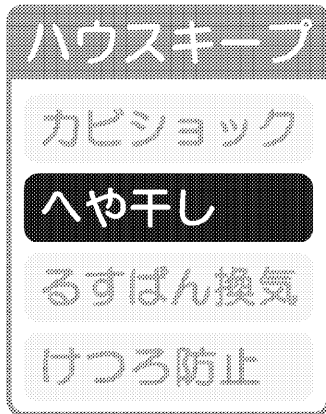 ハウスキープ
カビショック
へや干し
るすばん換気
けつろ防止